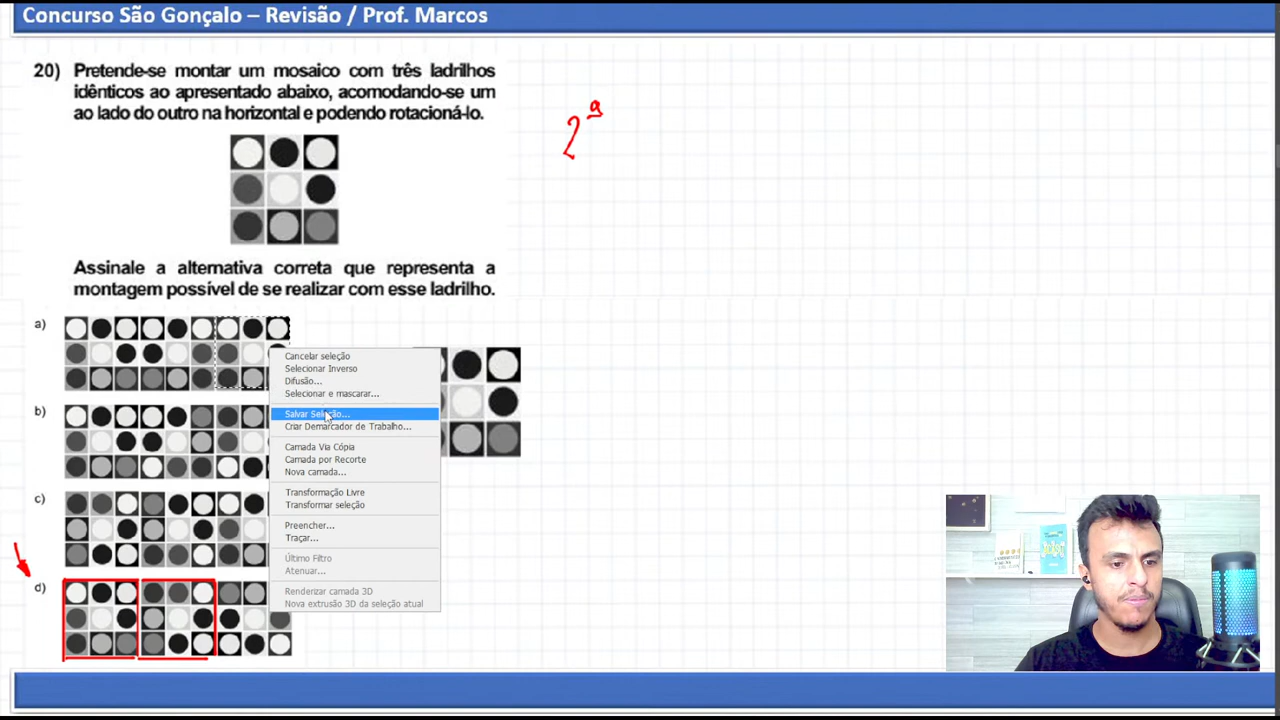 Concurso São Gonçalo – Revisão / Prof. Marcos
20) Pretende-se montar um mosaico com três ladrilhos
idênticos ao apresentado abaixo, acomodando-se um
ao lado do outro na horizontal e podendo rotacioná-lo.
Assinale a alternativa correta que representa a
montagem possível de se realizar com esse ladrilho.
a)
b)
c)
d)
Cancelar seleção
Selecionar Inverso
Difusão...
Selecionar e mascarar...
Salvar Seleção...
Criar Demarcador de Trabalho...
Camada Via Cópia
Camada por Recorte
Nova camada...
Transformação Livre
Transformar seleção
Preencher...
Traçar...
Último Filtro
Atenuar...
Renderizar camada 3D
Nova extrusão 3D da seleção atual